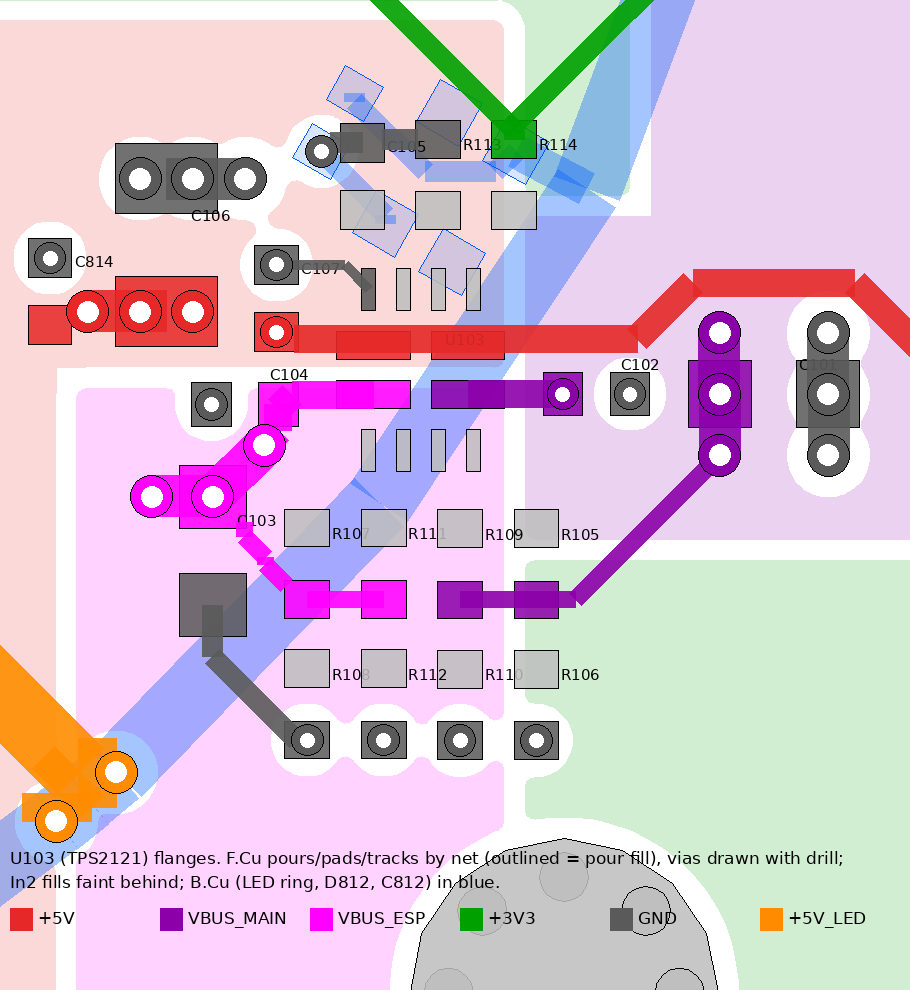 C105
R113
R114
C106
C814
C107
U103
C104
C102
C101
C103
R107
R111
R109
R105
R108
R112
R110
R106
U103 (TPS2121) flanges. F.Cu pours/pads/tracks by net (outlined = pour fill), vias drawn with drill;
In2 fills faint behind; B.Cu (LED ring, D812, C812) in blue.
+5V VBUS_MAIN VBUS_ESP +3V3 GND +5V_LED